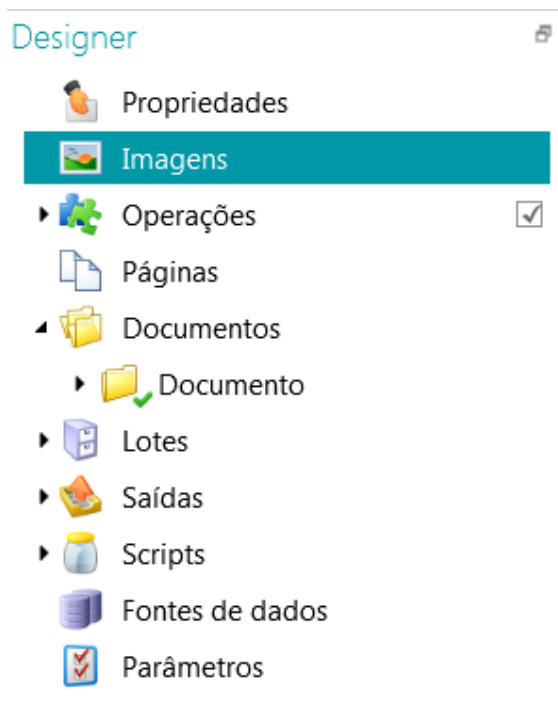 Designer
Propriedades
Imagens
Operações
Páginas
Documentos
Documento
Lotes
Saídas
Scripts
Fontes de dados
Parâmetros